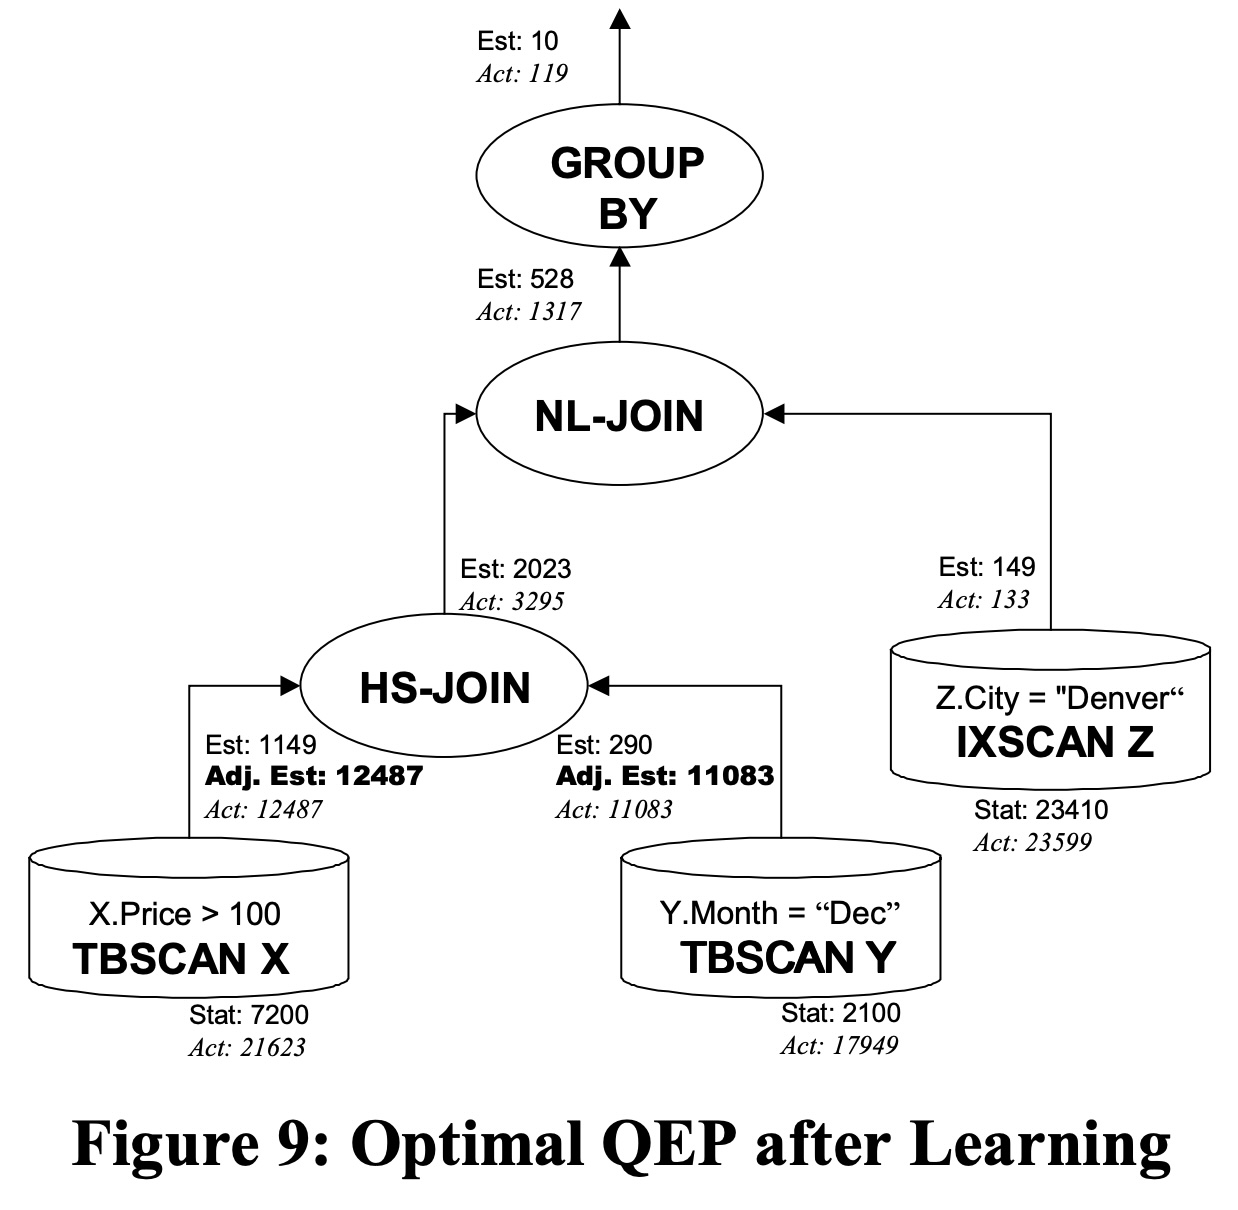 Est: 10
Act: 119
GROUP
BY
Est: 528
Act: 1317
NL-JOIN
Est: 2023
Act: 3295
Est: 149
Act: 133
HS-JOIN
Z.City = "Denver“
IXSCAN Z
Stat: 23410
Act: 23599
Est: 1149
Adj. Est: 12487
Act: 12487
Est: 290
Adj. Est: 11083
Act: 11083
X.Price > 100
TBSCAN X
Stat: 7200
Act: 21623
Y.Month = “Dec”
TBSCAN Y
Stat: 2100
Act: 17949
Figure 9: Optimal QEP after Learning